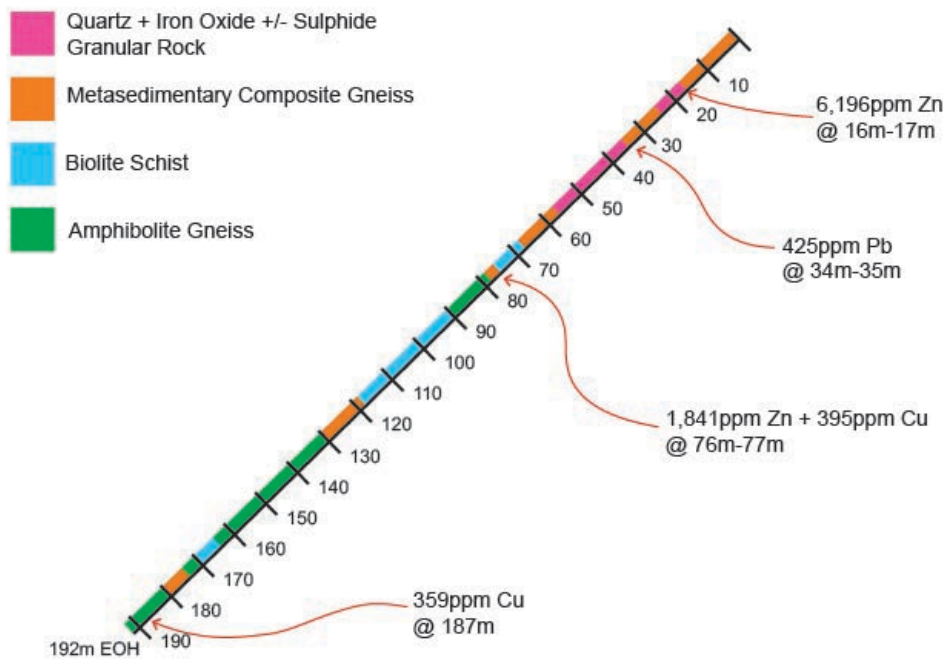 Quartz + Iron Oxide +/- Sulphide
Granular Rock
Metasedimentary Composite Gneiss
Biolite Schist
Amphibolite Gneiss
10
20
30
40
50
60
70
80
90
100
110
120
130
140
150
160
170
180
190
192m EOH
6,196ppm Zn
@ 16m-17m
425ppm Pb
@ 34m-35m
1,841ppm Zn + 395ppm Cu
@ 76m-77m
359ppm Cu
@ 187m